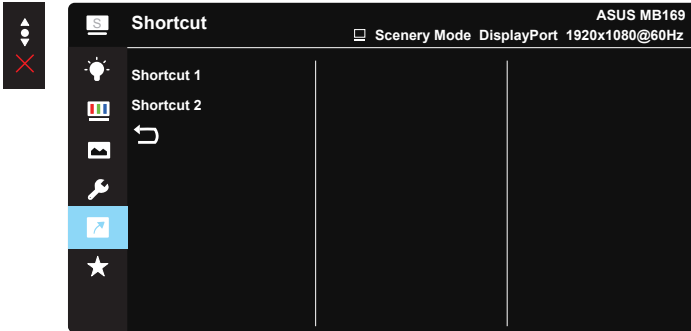 S
Shortcut
ASUS MB169
Scenery Mode DisplayPort 1920x1080@60Hz
Shortcut 1
Shortcut 2